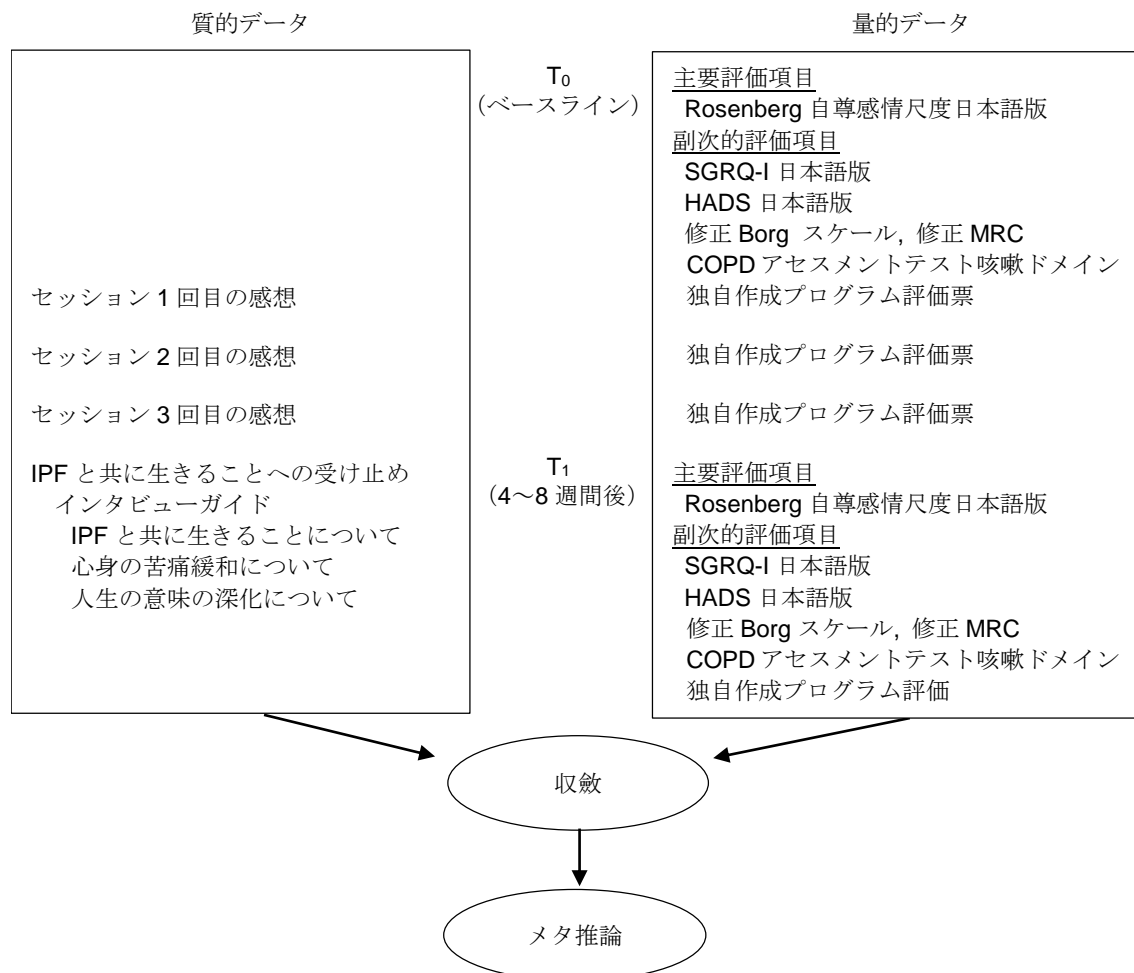 質的データ
量的データ
T₀
(ベースライン)
主要評価項目
Rosenberg 自尊感情尺度日本語版
副次的評価項目
SGRQ-I 日本語版
HADS 日本語版
修正 Borg スケール, 修正 MRC
COPD アセスメントテスト咳嗽ドメイン
セッション 1 回目の感想
独自作成プログラム評価票
セッション 2 回目の感想
独自作成プログラム評価票
セッション 3 回目の感想
独自作成プログラム評価票
IPF と共に生きることへの受け止め
インタビューガイド
IPF と共に生きることについて
心身の苦痛緩和について
人生の意味の深化について
T₁
(4～8 週間後)
主要評価項目
Rosenberg 自尊感情尺度日本語版
副次的評価項目
SGRQ-I 日本語版
HADS 日本語版
修正 Borg スケール, 修正 MRC
COPD アセスメントテスト咳嗽ドメイン
独自作成プログラム評価
収斂
メタ推論